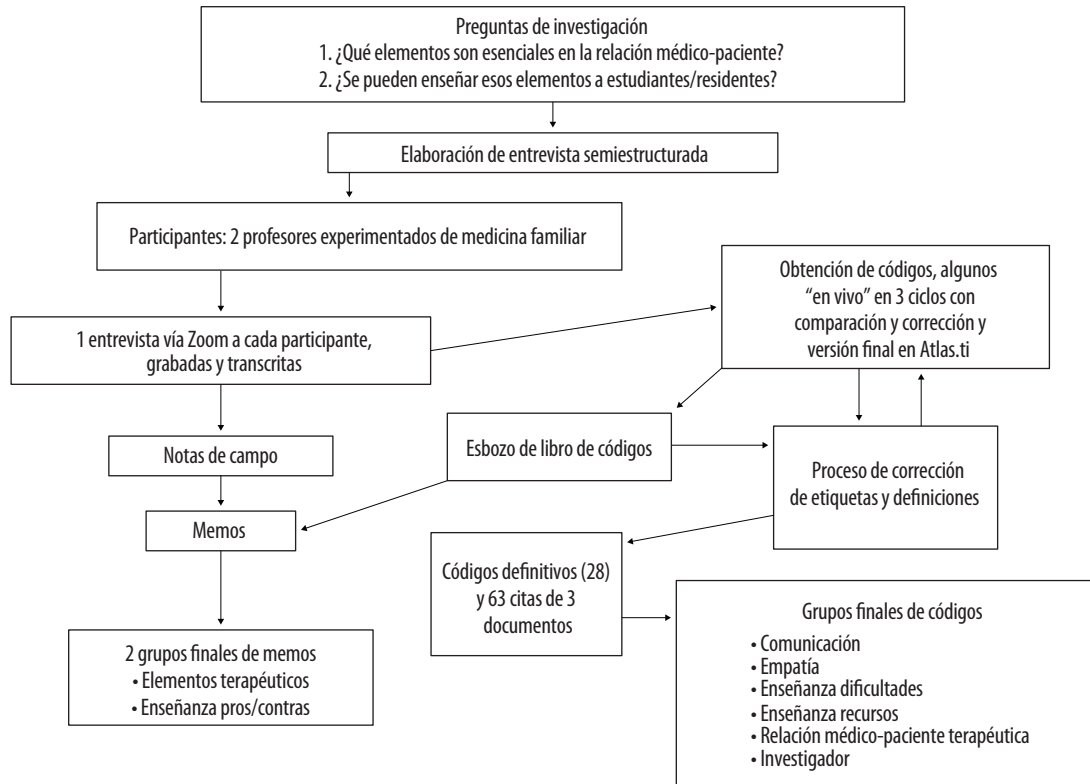 Preguntas de investigación
1. ¿Qué elementos son esenciales en la relación médico-paciente?
2. ¿Se pueden enseñar esos elementos a estudiantes/residentes?
Elaboración de entrevista semiestructurada
Participantes: 2 profesores experimentados de medicina familiar
1 entrevista vía Zoom a cada participante,
grabadas y transcritas
Obtención de códigos, algunos
“en vivo” en 3 ciclos con
comparación y corrección y
versión final en Atlas.ti
Notas de campo
Esbozo de libro de códigos
Proceso de corrección
de etiquetas y definiciones
Memos
Códigos definitivos (28)
y 63 citas de 3
documentos
2 grupos finales de memos
• Elementos terapéuticos
• Enseñanza pros/contras
Grupos finales de códigos
• Comunicación
• Empatía
• Enseñanza dificultades
• Enseñanza recursos
• Relación médico-paciente terapéutica
• Investigador